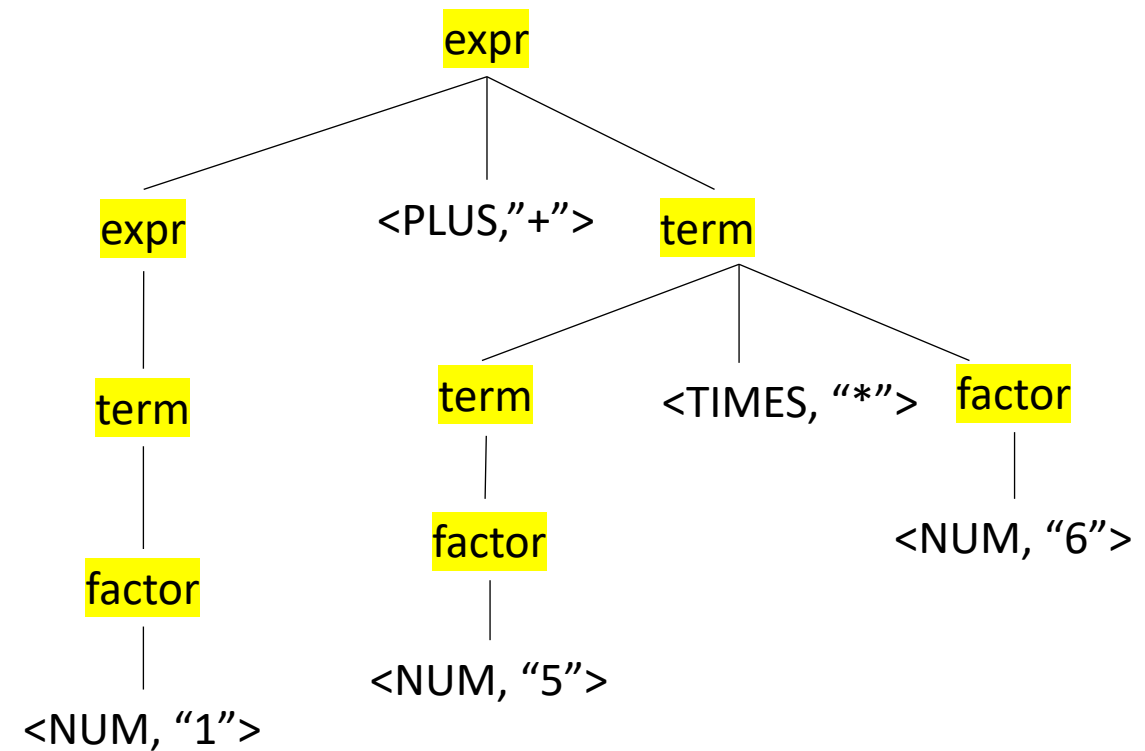 expr
expr
<PLUS,”+”>
term
term
term
<TIMES, “*”>
factor
factor
factor
<NUM, “6”>
<NUM, “5”>
<NUM, “1”>